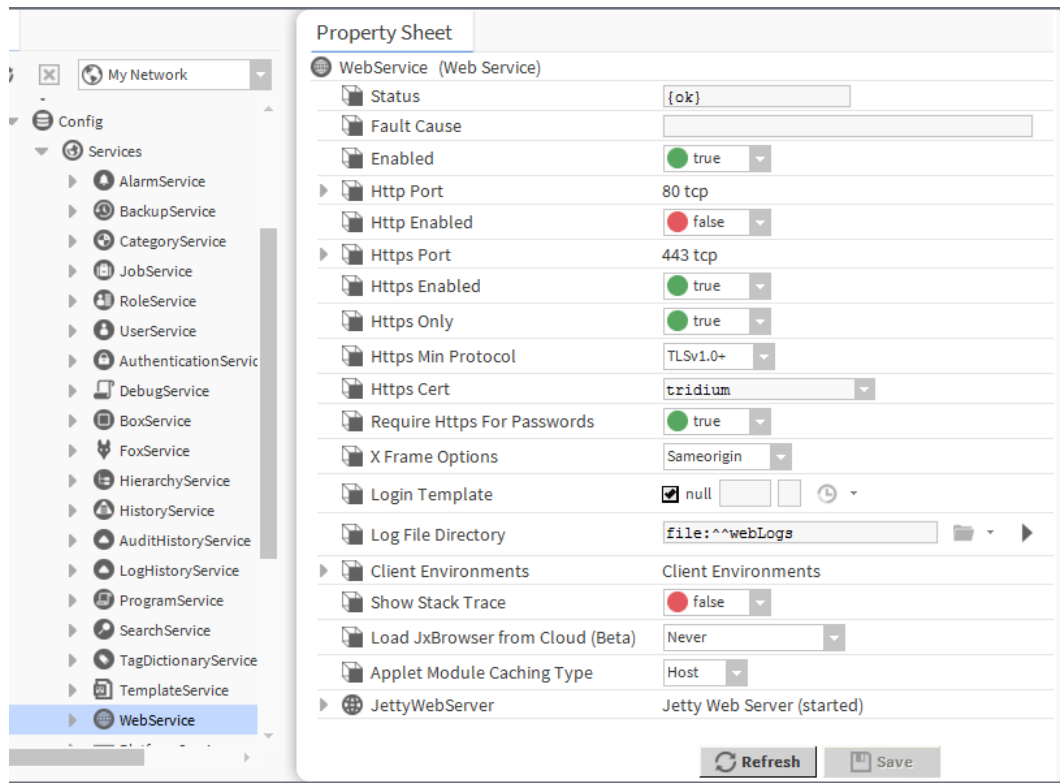 Property Sheet
My Network
Config
Services
AlarmService
BackupService
CategoryService
JobService
RoleService
UserService
AuthenticationServic
DebugService
BoxService
FoxService
HierarchyService
HistoryService
AuditHistoryService
LogHistoryService
ProgramService
SearchService
TagDictionaryService
TemplateService
WebService
WebService (Web Service)
Status {ok}
Fault Cause
Enabled true
Http Port 80 tcp
Http Enabled false
Https Port 443 tcp
Https Enabled true
Https Only true
Https Min Protocol TLSv1.0+
Https Cert tridium
Require Https For Passwords true
X Frame Options Sameorigin
Login Template null
Log File Directory file:^^webLogs
Client Environments Client Environments
Show Stack Trace false
Load JxBrowser from Cloud (Beta) Never
Applet Module Caching Type Host
JettyWebServer Jetty Web Server (started)
Refresh Save